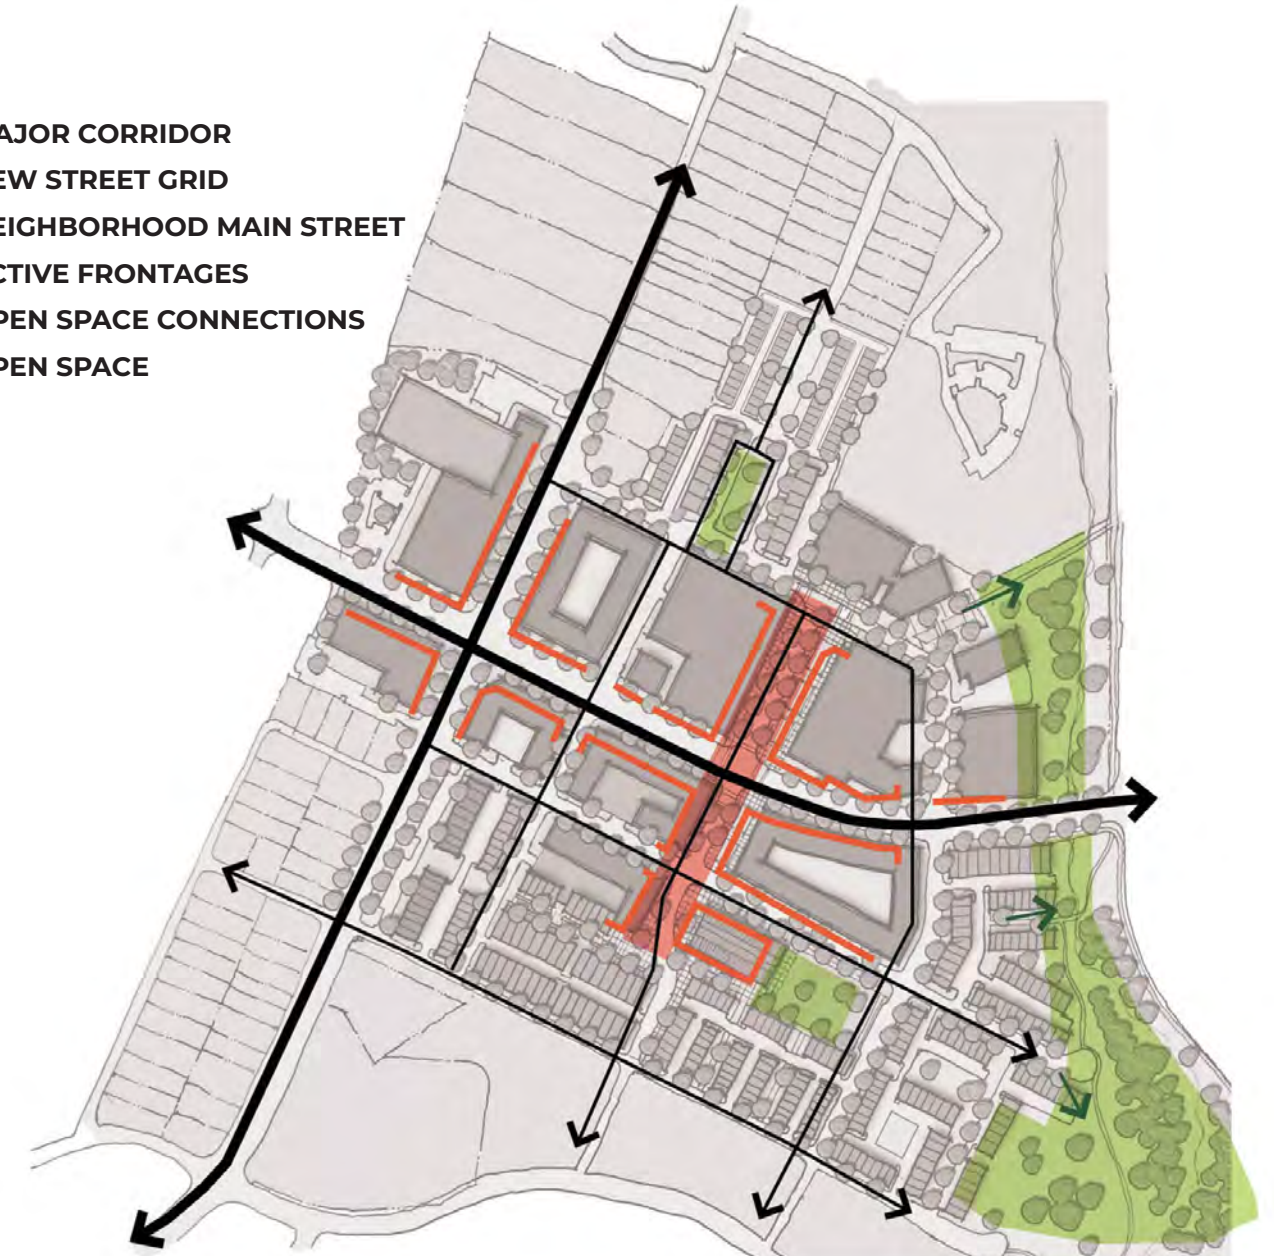 AJOR CORRIDOR
EW STREET GRID
EIGHBORHOOD MAIN STREET
CTIVE FRONTAGES
PEN SPACE CONNECTIONS
PEN SPACE